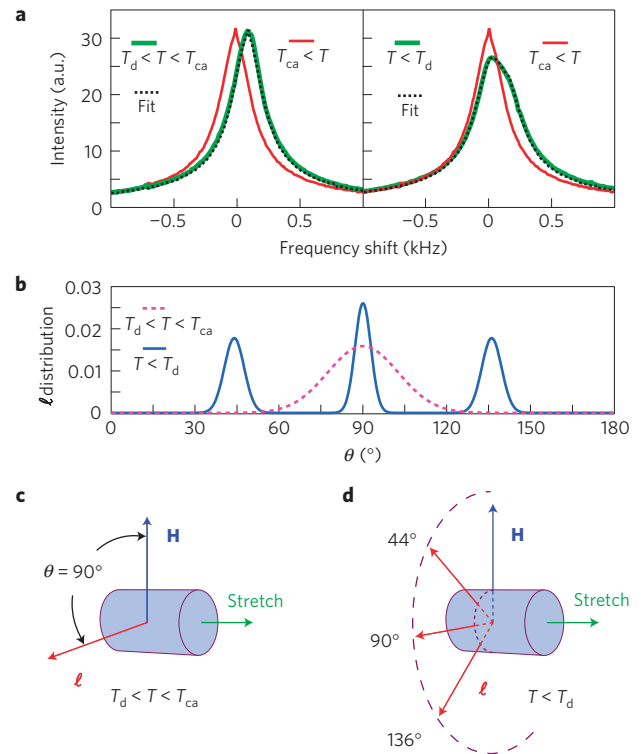 a
Intensity (a.u.)
30
25
20
10
0
T_d < T < T_ca
T_ca < T
Fit
T < T_d
T_ca < T
Fit
−0.5 0 0.5 −0.5 0 0.5
Frequency shift (kHz)
b
ℓ distribution
0.03
0.02
0.01
0
T_d < T < T_ca
T < T_d
0 30 60 90 120 150 180
θ (°)
c
H
θ = 90°
Stretch
ℓ
T_d < T < T_ca
d
44°
H
Stretch
90°
ℓ
T < T_d
136°